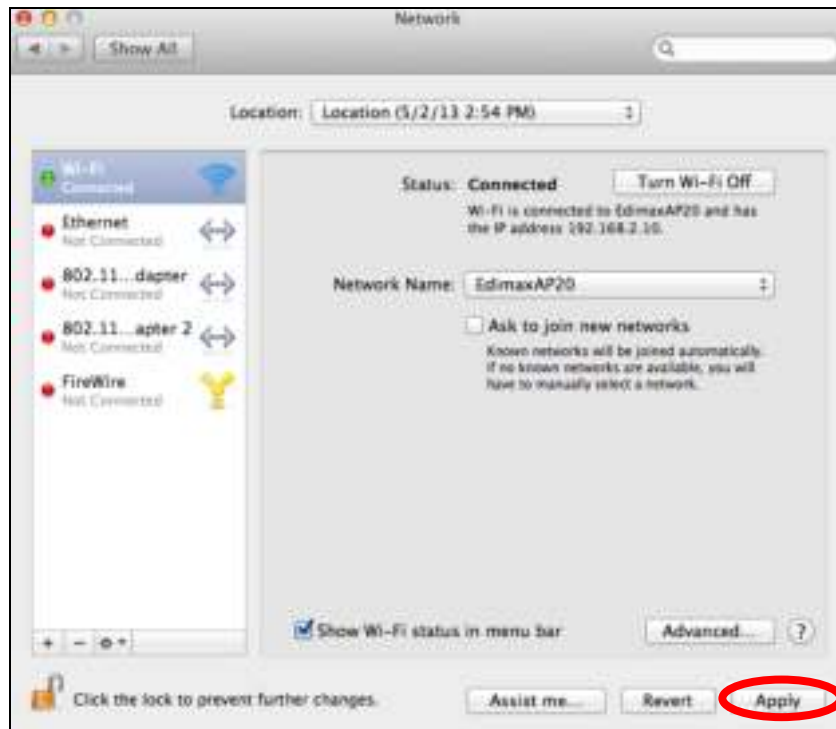 Network
Show All
Location: Location (5/2/13 2:54 PM)
Wi-Fi
Connected
Ethernet
Not Connected
802.11...dapter
Not Connected
802.11...apter 2
Not Connected
FireWire
Not Connected
+ −
Status: Connected
Turn Wi-Fi Off
Wi-Fi is connected to EdimaxAP20 and has
the IP address 192.168.2.10.
Network Name: EdimaxAP20
Ask to join new networks
Known networks will be joined automatically.
If no known networks are available, you will
have to manually select a network.
Show Wi-Fi status in menu bar
Advanced...
?
Click the lock to prevent further changes.
Assist me...
Revert
Apply